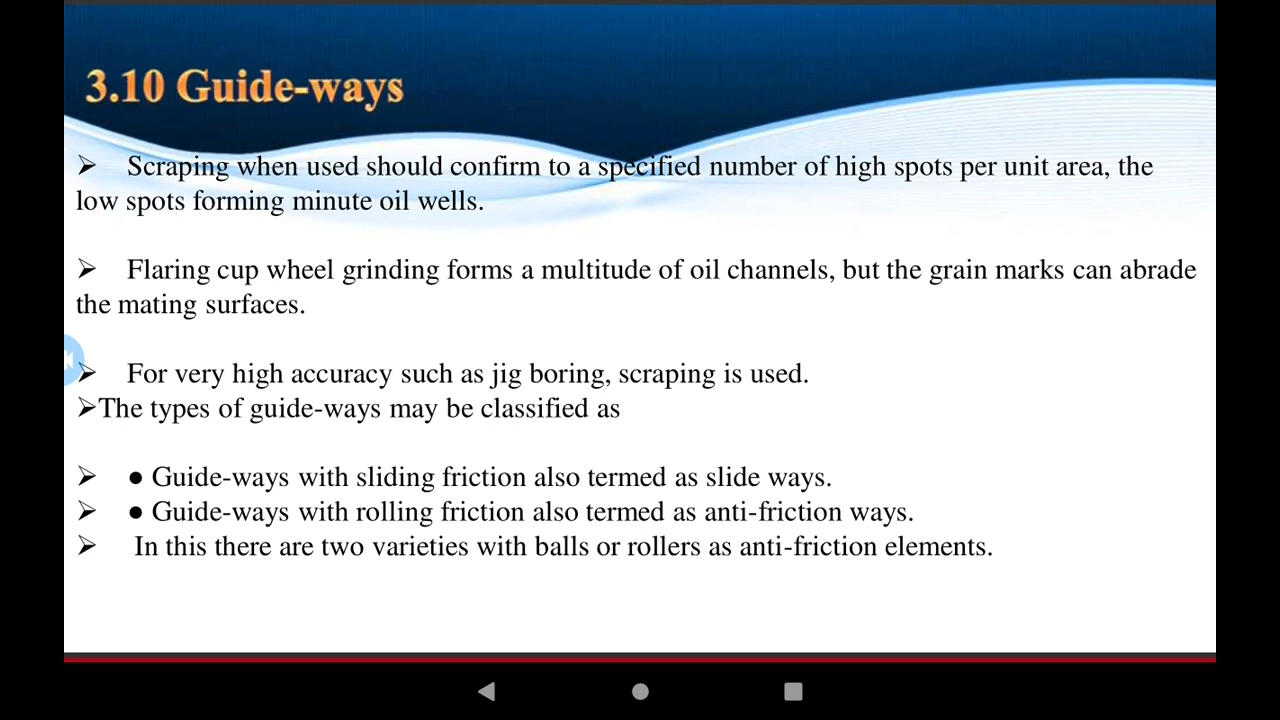 3.10 Guide-ways
➢ Scraping when used should confirm to a specified number of high spots per unit area, the
low spots forming minute oil wells.
➢ Flaring cup wheel grinding forms a multitude of oil channels, but the grain marks can abrade
the mating surfaces.
➢ For very high accuracy such as jig boring, scraping is used.
➢The types of guide-ways may be classified as
➢ ● Guide-ways with sliding friction also termed as slide ways.
➢ ● Guide-ways with rolling friction also termed as anti-friction ways.
➢ In this there are two varieties with balls or rollers as anti-friction elements.